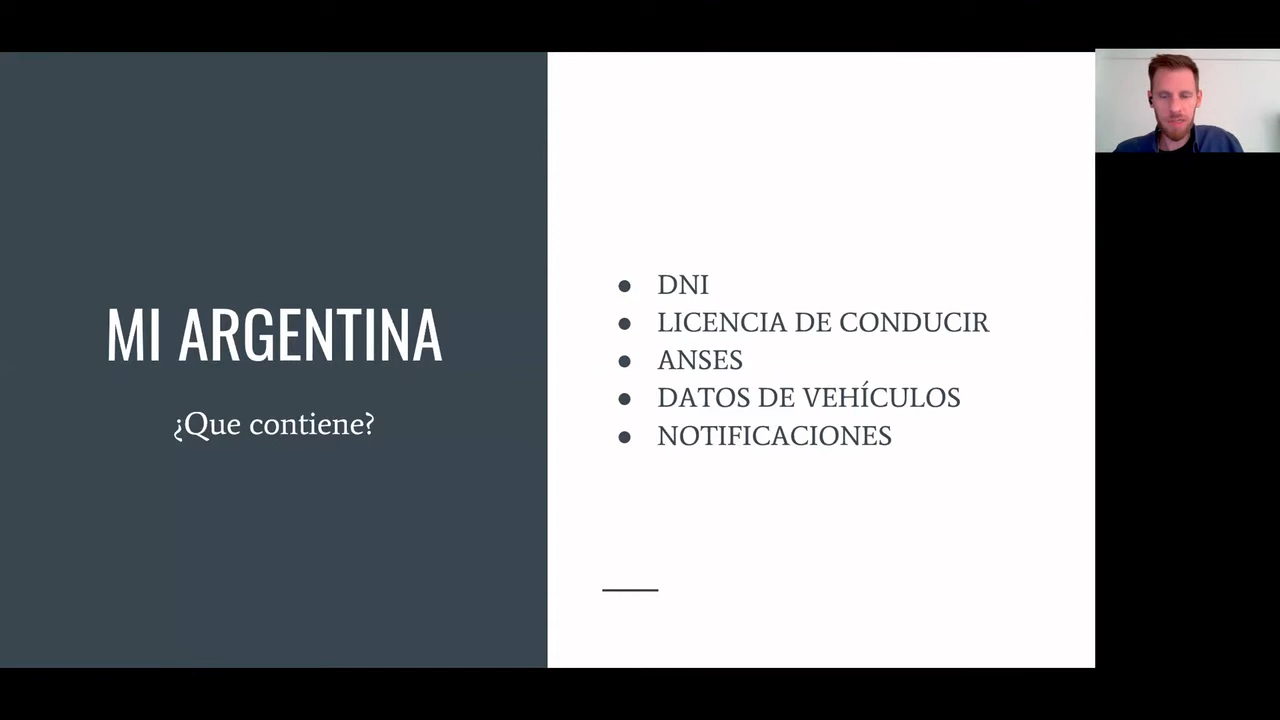 MI ARGENTINA
¿Que contiene?
● DNI
● LICENCIA DE CONDUCIR
● ANSES
● DATOS DE VEHÍCULOS
● NOTIFICACIONES